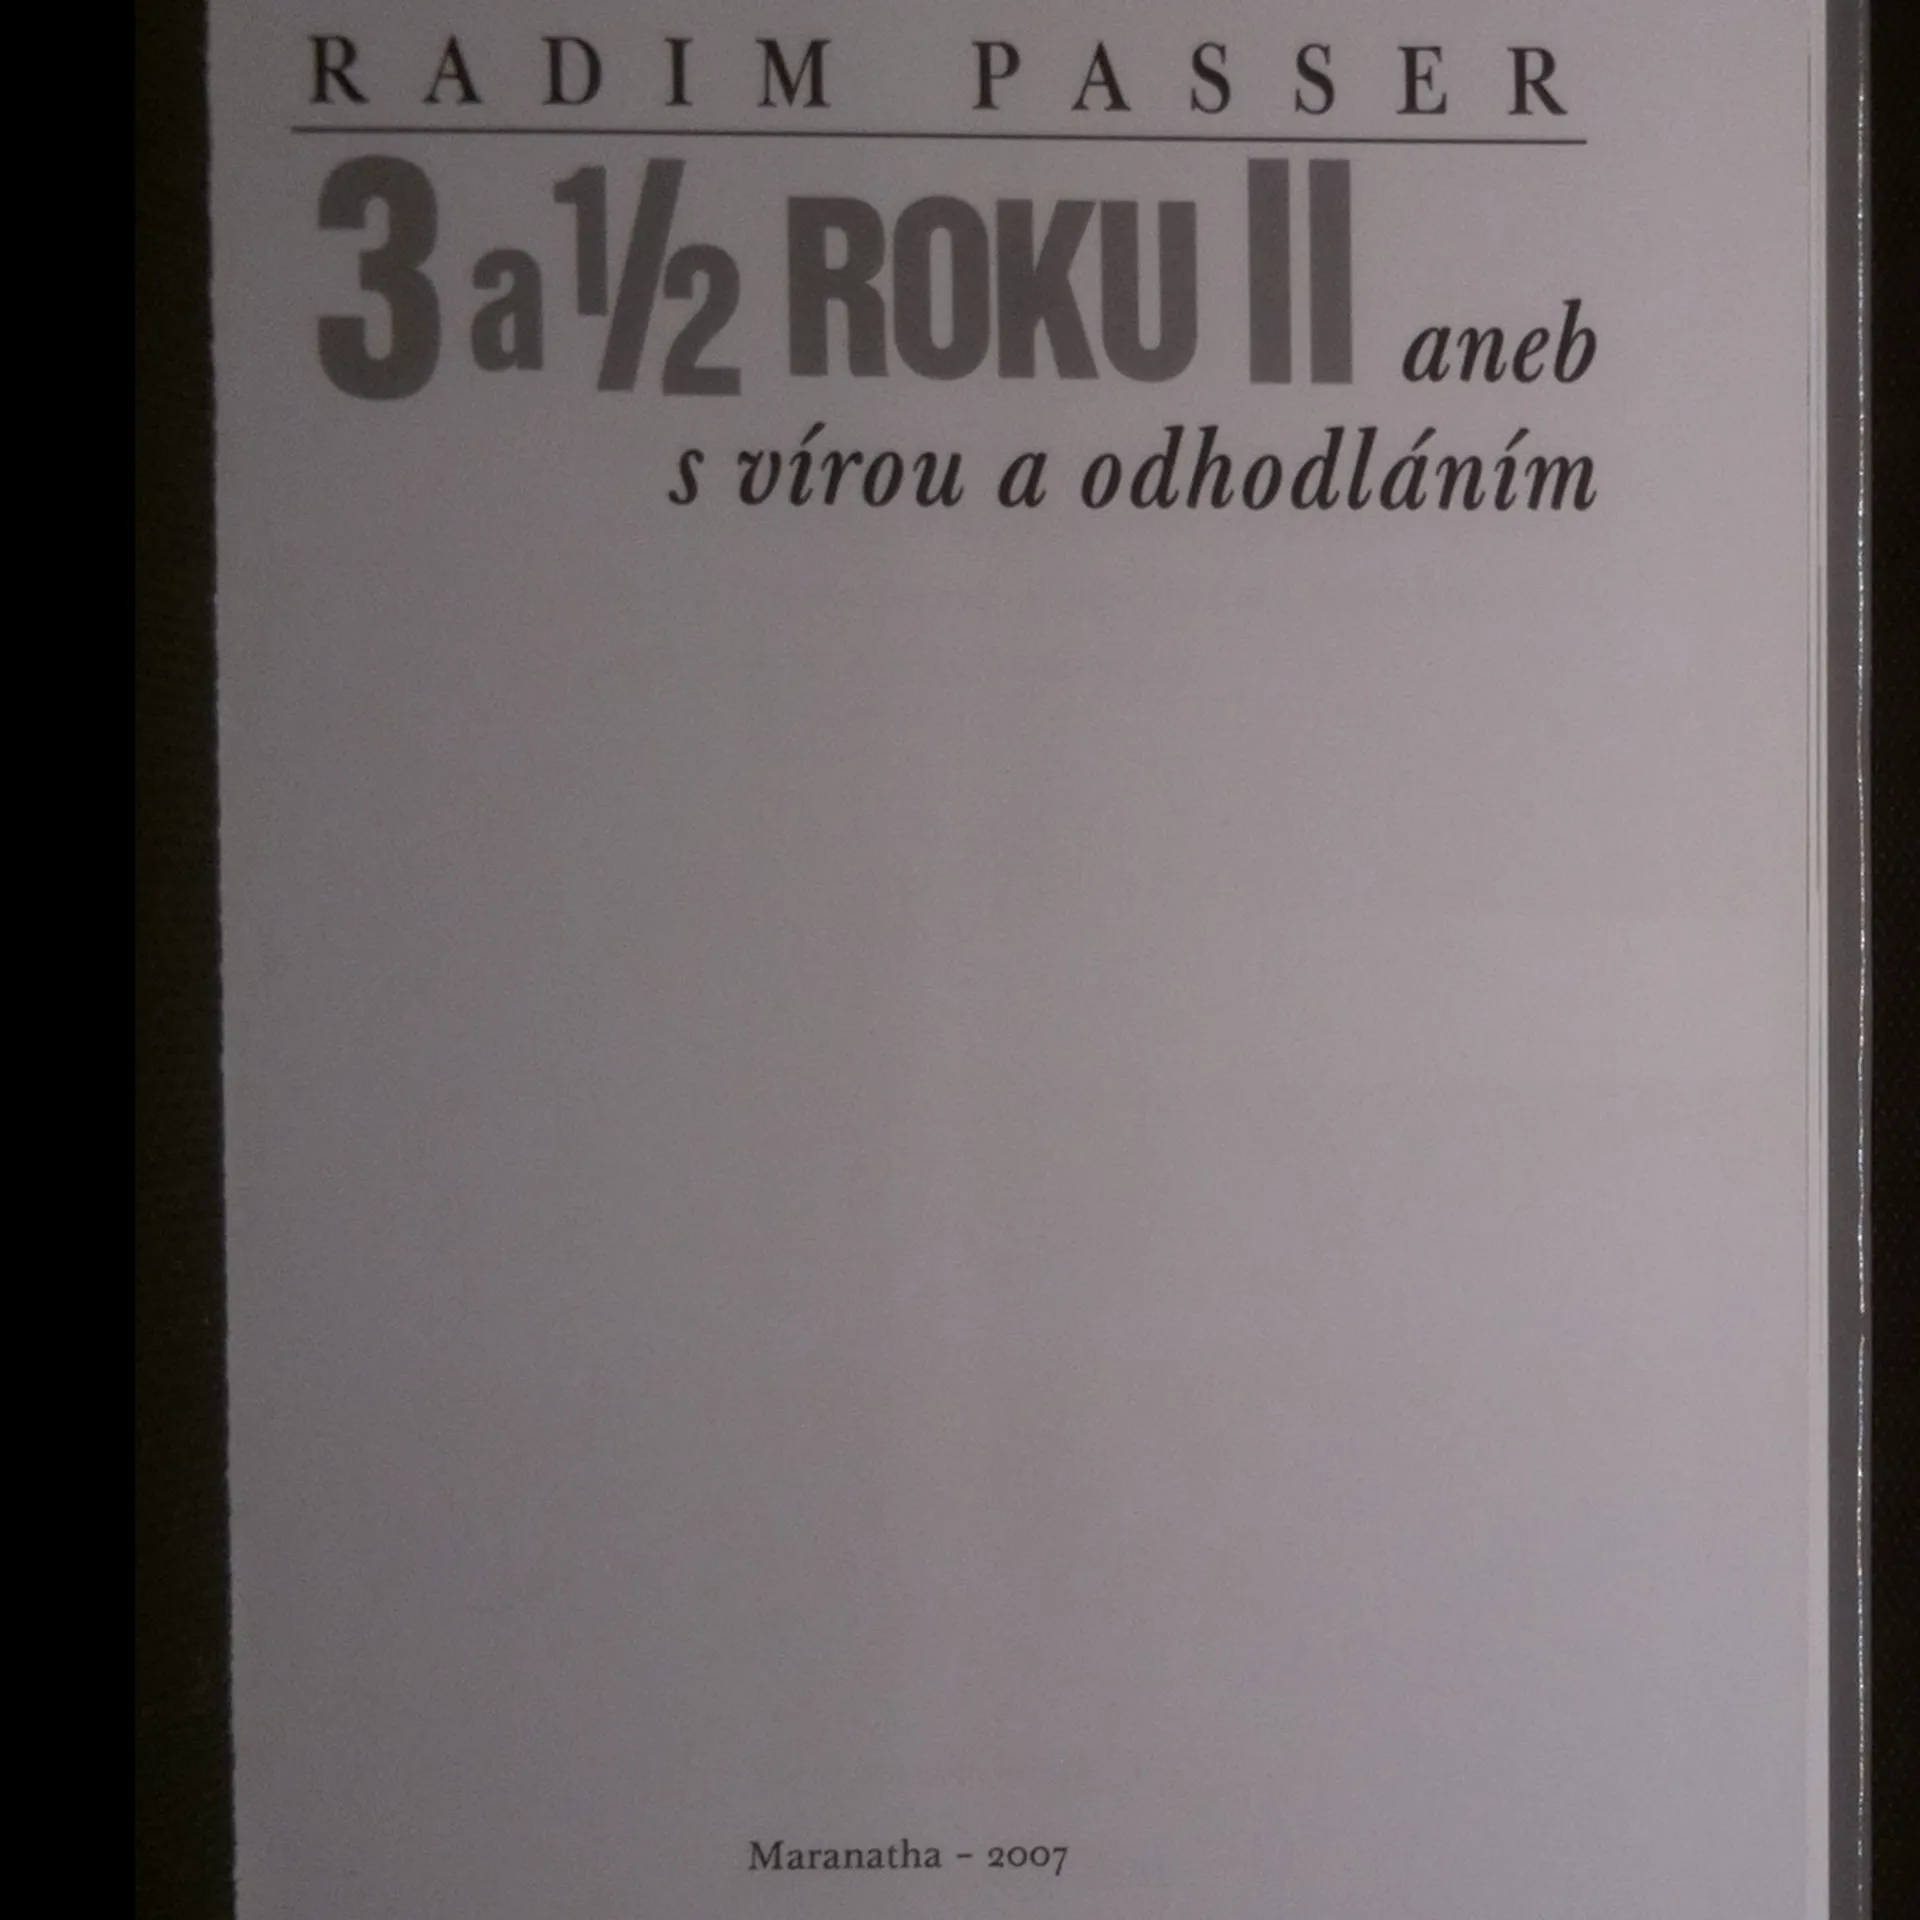 RADIM PASSER
3 a ½ ROKU II aneb
s vírou a odhodláním
Maranatha – 2007